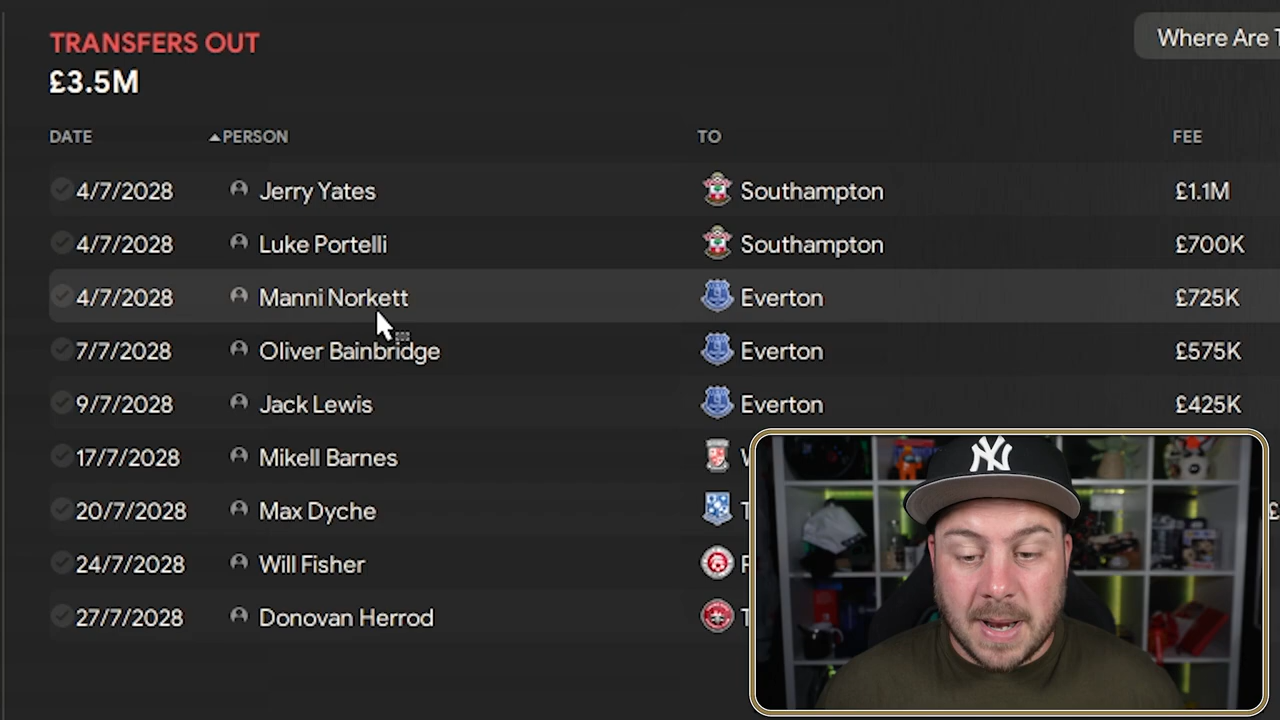 TRANSFERS OUT
Where Are
£3.5M
DATE PERSON TO FEE
4/7/2028 Jerry Yates Southampton £1.1M
4/7/2028 Luke Portelli Southampton £700K
4/7/2028 Manni Norkett Everton £725K
7/7/2028 Oliver Bainbridge Everton £575K
9/7/2028 Jack Lewis Everton £425K
17/7/2028 Mikell Barnes
20/7/2028 Max Dyche £
24/7/2028 Will Fisher
27/7/2028 Donovan Herrod
NY